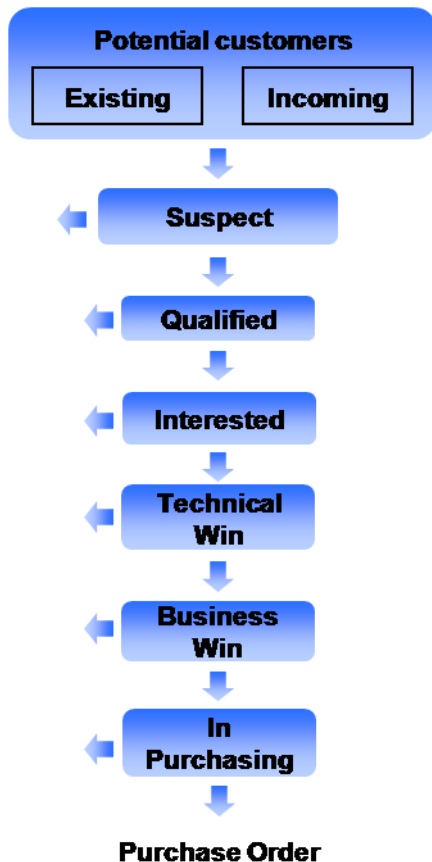 Potential customers
Existing
Incoming
Suspect
Qualified
Interested
Technical
Win
Business
Win
In
Purchasing
Purchase Order